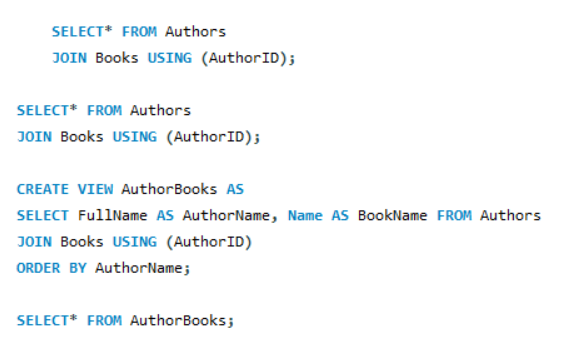 SELECT* FROM Authors
JOIN Books USING (AuthorID);
SELECT* FROM Authors
JOIN Books USING (AuthorID);
CREATE VIEW AuthorBooks AS
SELECT FullName AS AuthorName, Name AS BookName FROM Authors
JOIN Books USING (AuthorID)
ORDER BY AuthorName;
SELECT* FROM AuthorBooks;